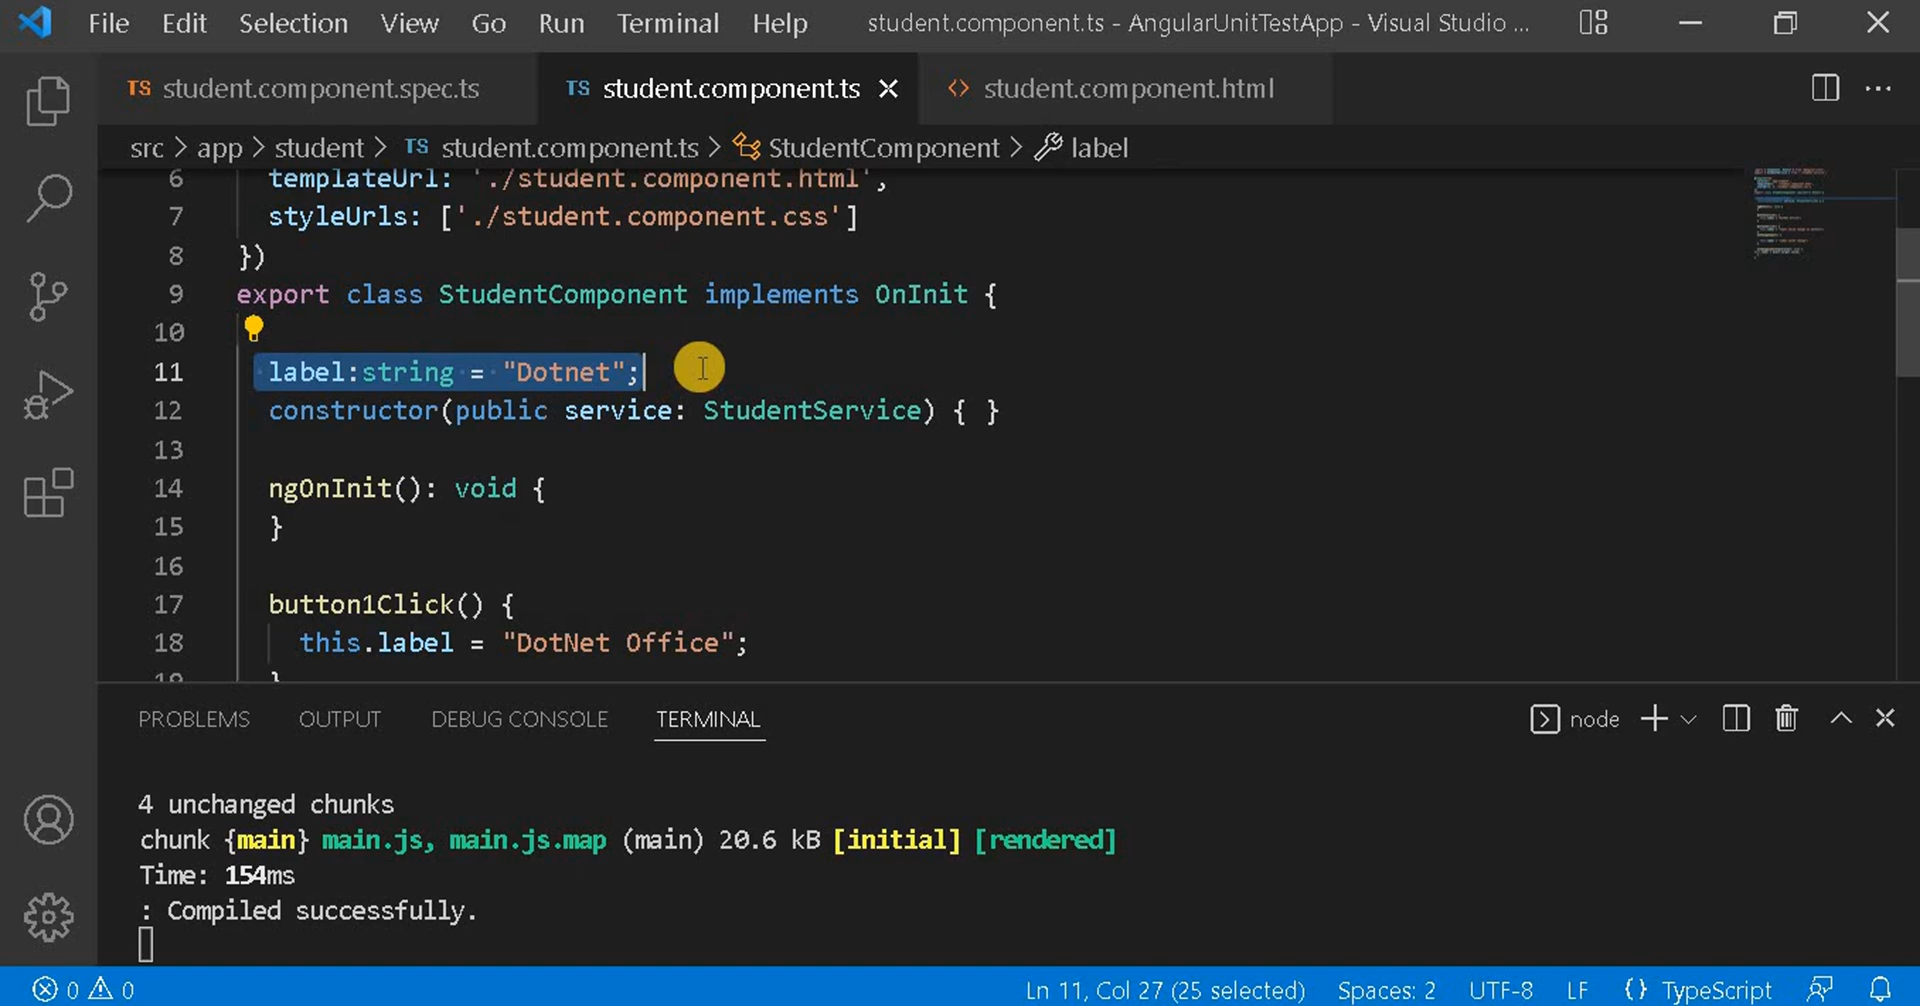 File Edit Selection View Go Run Terminal Help student.component.ts - AngularUnitTestApp - Visual Studio ...
TS student.component.spec.ts TS student.component.ts <> student.component.html
src > app > student > TS student.component.ts > StudentComponent > label
6 templateUrl: './student.component.html',
7 styleUrls: ['./student.component.css']
8 })
9 export class StudentComponent implements OnInit {
10
11 label:string = "Dotnet";
12 constructor(public service: StudentService) { }
13
14 ngOnInit(): void {
15 }
16
17 button1Click() {
18 this.label = "DotNet Office";
19 }
PROBLEMS OUTPUT DEBUG CONSOLE TERMINAL node
4 unchanged chunks
chunk {main} main.js, main.js.map (main) 20.6 kB [initial] [rendered]
Time: 154ms
: Compiled successfully.
0 0 Ln 11, Col 27 (25 selected) Spaces: 2 UTF-8 LF {} TypeScript